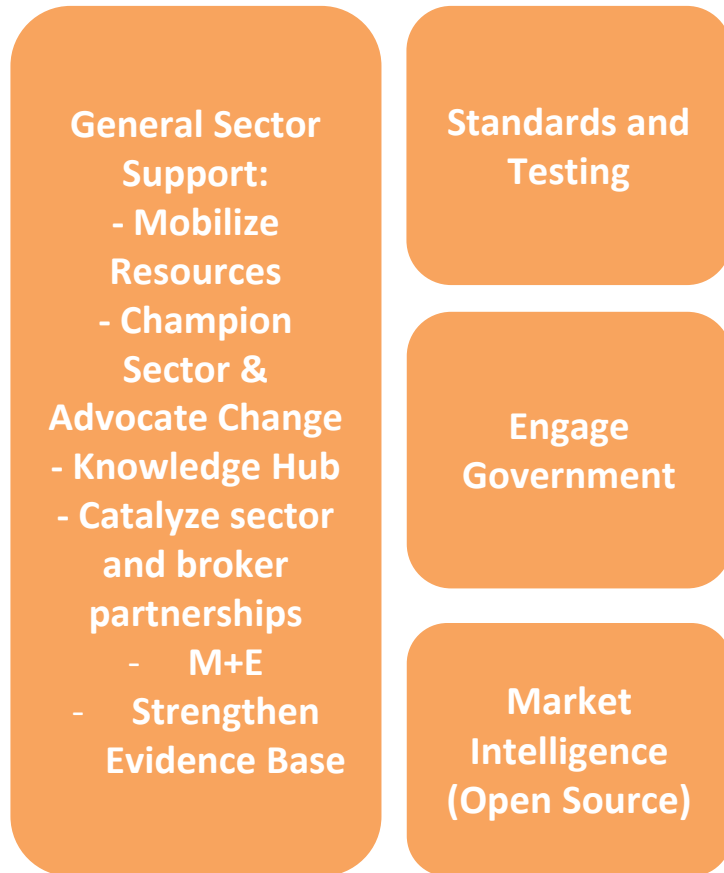 General Sector
Support:
- Mobilize
Resources
- Champion
Sector &
Advocate Change
- Knowledge Hub
- Catalyze sector
and broker
partnerships
- M+E
- Strengthen
Evidence Base
Standards and
Testing
Engage
Government
Market
Intelligence
(Open Source)